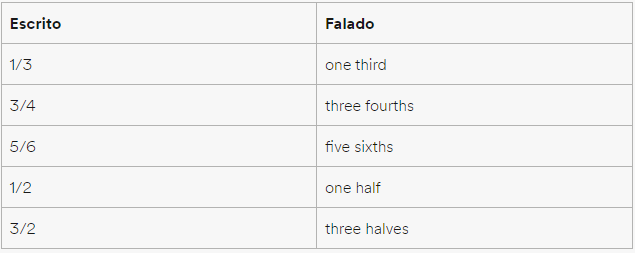 Escrito Falado
1/3 one third
3/4 three fourths
5/6 five sixths
1/2 one half
3/2 three halves